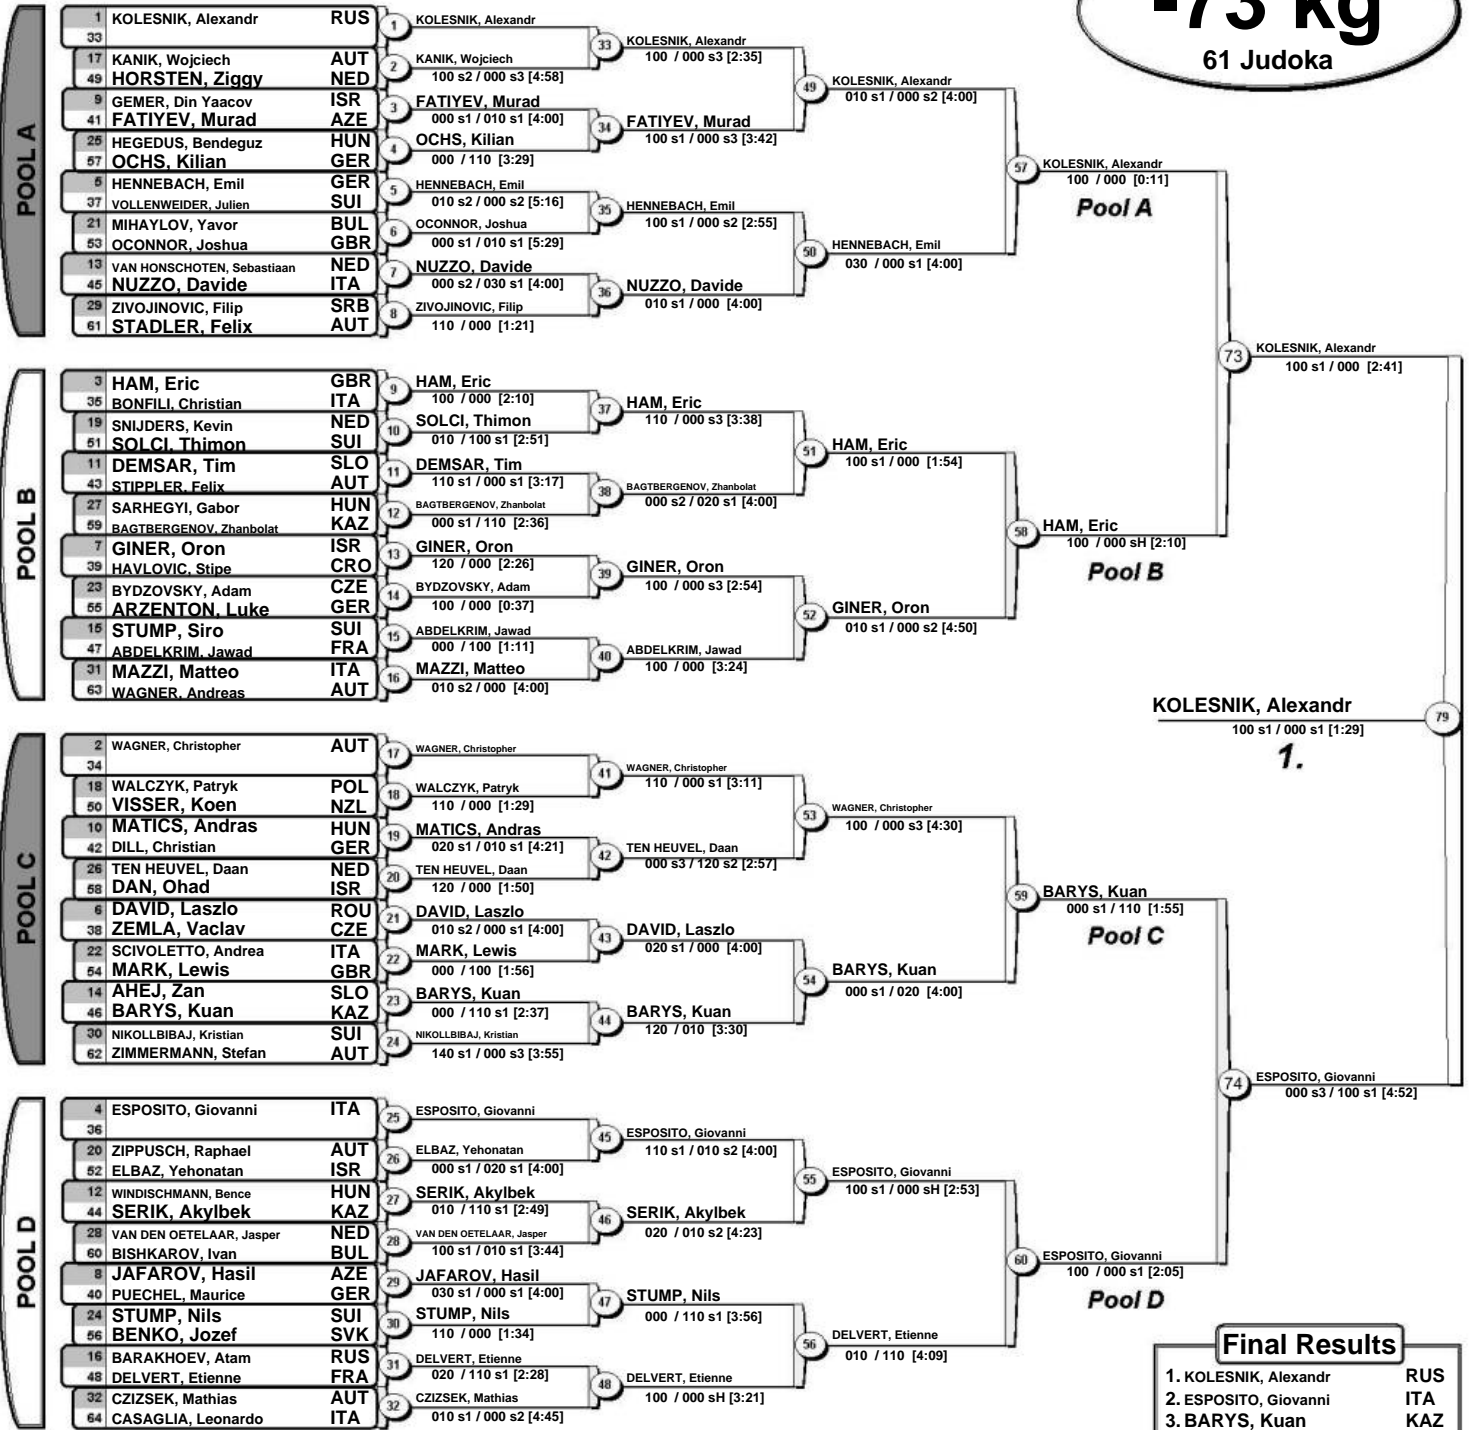 -73 kg
61 Judoka
POOL A
1 KOLESNIK, Alexandr RUS
33
17 KANIK, Wojciech AUT
49 HORSTEN, Ziggy NED
9 GEMER, Din Yaacov ISR
41 FATIYEV, Murad AZE
25 HEGEDUS, Bendeguz HUN
57 OCHS, Kilian GER
5 HENNEBACH, Emil GER
37 VOLLENWEIDER, Julien SUI
21 MIHAYLOV, Yavor BUL
53 OCONNOR, Joshua GBR
13 VAN HONSCHOTEN, Sebastiaan NED
45 NUZZO, Davide ITA
29 ZIVOJINOVIC, Filip SRB
61 STADLER, Felix AUT
1 KOLESNIK, Alexandr
2 KANIK, Wojciech
100 s2 / 000 s3 [4:58]
3 FATIYEV, Murad
000 s1 / 010 s1 [4:00]
4 OCHS, Kilian
000 / 110 [3:29]
5 HENNEBACH, Emil
010 s2 / 000 s2 [5:16]
6 OCONNOR, Joshua
000 s1 / 010 s1 [5:29]
7 NUZZO, Davide
000 s2 / 030 s1 [4:00]
8 ZIVOJINOVIC, Filip
110 / 000 [1:21]
33 KOLESNIK, Alexandr
100 / 000 s3 [2:35]
34 FATIYEV, Murad
100 s1 / 000 s3 [3:42]
35 HENNEBACH, Emil
100 s1 / 000 s2 [2:55]
36 NUZZO, Davide
010 s1 / 000 [4:00]
49 KOLESNIK, Alexandr
010 s1 / 000 s2 [4:00]
50 HENNEBACH, Emil
030 / 000 s1 [4:00]
57 KOLESNIK, Alexandr
100 / 000 [0:11]
Pool A
POOL B
3 HAM, Eric GBR
35 BONFILI, Christian ITA
19 SNIJDERS, Kevin NED
51 SOLCI, Thimon SUI
11 DEMSAR, Tim SLO
43 STIPPLER, Felix AUT
27 SARHEGYI, Gabor HUN
59 BAGTBERGENOV, Zhanbolat KAZ
7 GINER, Oron ISR
39 HAVLOVIC, Stipe CRO
23 BYDZOVSKY, Adam CZE
55 ARZENTON, Luke GER
15 STUMP, Siro SUI
47 ABDELKRIM, Jawad FRA
31 MAZZI, Matteo ITA
63 WAGNER, Andreas AUT
9 HAM, Eric
100 / 000 [2:10]
10 SOLCI, Thimon
010 / 100 s1 [2:51]
11 DEMSAR, Tim
110 s1 / 000 s1 [3:17]
12 BAGTBERGENOV, Zhanbolat
000 s1 / 110 [2:36]
13 GINER, Oron
120 / 000 [2:26]
14 BYDZOVSKY, Adam
100 / 000 [0:37]
15 ABDELKRIM, Jawad
000 / 100 [1:11]
16 MAZZI, Matteo
010 s2 / 000 [4:00]
37 HAM, Eric
110 / 000 s3 [3:38]
38 BAGTBERGENOV, Zhanbolat
000 s2 / 020 s1 [4:00]
39 GINER, Oron
100 / 000 s3 [2:54]
40 ABDELKRIM, Jawad
100 / 000 [3:24]
51 HAM, Eric
100 s1 / 000 [1:54]
52 GINER, Oron
010 s1 / 000 s2 [4:50]
58 HAM, Eric
100 / 000 sH [2:10]
Pool B
73 KOLESNIK, Alexandr
100 s1 / 000 [2:41]
KOLESNIK, Alexandr 79
100 s1 / 000 s1 [1:29]
1.
POOL C
2 WAGNER, Christopher AUT
34
18 WALCZYK, Patryk POL
50 VISSER, Koen NZL
10 MATICS, Andras HUN
42 DILL, Christian GER
26 TEN HEUVEL, Daan NED
58 DAN, Ohad ISR
6 DAVID, Laszlo ROU
38 ZEMLA, Vaclav CZE
22 SCIVOLETTO, Andrea ITA
54 MARK, Lewis GBR
14 AHEJ, Zan SLO
46 BARYS, Kuan KAZ
30 NIKOLLBIBAJ, Kristian SUI
62 ZIMMERMANN, Stefan AUT
17 WAGNER, Christopher
18 WALCZYK, Patryk
110 / 000 [1:29]
19 MATICS, Andras
020 s1 / 010 s1 [4:21]
20 TEN HEUVEL, Daan
120 / 000 [1:50]
21 DAVID, Laszlo
010 s2 / 000 s1 [4:00]
22 MARK, Lewis
000 / 100 [1:56]
23 BARYS, Kuan
000 / 110 s1 [2:37]
24 NIKOLLBIBAJ, Kristian
140 s1 / 000 s3 [3:55]
41 WAGNER, Christopher
110 / 000 s1 [3:11]
42 TEN HEUVEL, Daan
000 s3 / 120 s2 [2:57]
43 DAVID, Laszlo
020 s1 / 000 [4:00]
44 BARYS, Kuan
120 / 010 [3:30]
53 WAGNER, Christopher
100 / 000 s3 [4:30]
54 BARYS, Kuan
000 s1 / 020 [4:00]
59 BARYS, Kuan
000 s1 / 110 [1:55]
Pool C
POOL D
4 ESPOSITO, Giovanni ITA
36
20 ZIPPUSCH, Raphael AUT
52 ELBAZ, Yehonatan ISR
12 WINDISCHMANN, Bence HUN
44 SERIK, Akylbek KAZ
28 VAN DEN OETELAAR, Jasper NED
60 BISHKAROV, Ivan BUL
8 JAFAROV, Hasil AZE
40 PUECHEL, Maurice GER
24 STUMP, Nils SUI
56 BENKO, Jozef SVK
16 BARAKHOEV, Atam RUS
48 DELVERT, Etienne FRA
32 CZIZSEK, Mathias AUT
64 CASAGLIA, Leonardo ITA
25 ESPOSITO, Giovanni
26 ELBAZ, Yehonatan
000 s1 / 020 s1 [4:00]
27 SERIK, Akylbek
010 / 110 s1 [2:49]
28 VAN DEN OETELAAR, Jasper
100 s1 / 010 s1 [3:44]
29 JAFAROV, Hasil
030 s1 / 000 s1 [4:00]
30 STUMP, Nils
110 / 000 [1:34]
31 DELVERT, Etienne
020 / 110 s1 [2:28]
32 CZIZSEK, Mathias
010 s1 / 000 s2 [4:45]
45 ESPOSITO, Giovanni
110 s1 / 010 s2 [4:00]
46 SERIK, Akylbek
020 / 010 s2 [4:23]
47 STUMP, Nils
000 / 110 s1 [3:56]
48 DELVERT, Etienne
100 / 000 sH [3:21]
55 ESPOSITO, Giovanni
100 s1 / 000 sH [2:53]
56 DELVERT, Etienne
010 / 110 [4:09]
60 ESPOSITO, Giovanni
100 / 000 s1 [2:05]
Pool D
74 ESPOSITO, Giovanni
000 s3 / 100 s1 [4:52]
Final Results
1. KOLESNIK, Alexandr RUS
2. ESPOSITO, Giovanni ITA
3. BARYS, Kuan KAZ